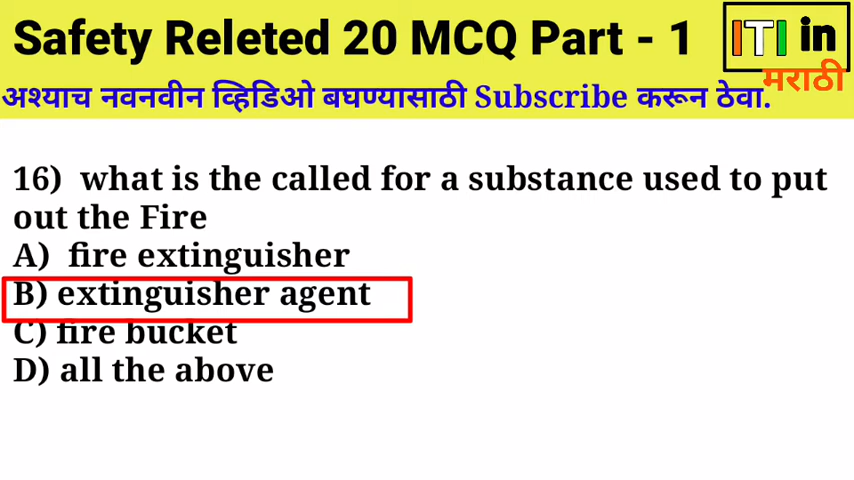 Safety Releted 20 MCQ Part - 1
ITI in
मराठी
अश्याच नवनवीन व्हिडिओ बघण्यासाठी Subscribe करून ठेवा.
16) what is the called for a substance used to put
out the Fire
A) fire extinguisher
B) extinguisher agent
C) fire bucket
D) all the above